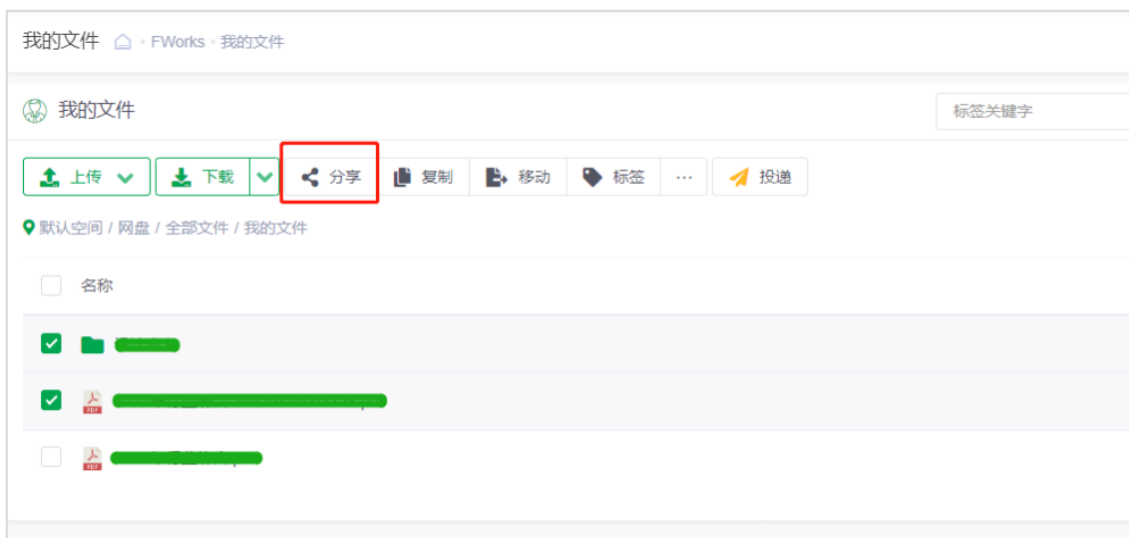 我的文件 FWorks 我的文件
我的文件 标签关键字
上传 下载 分享 复制 移动 标签 ... 投递
默认空间 / 网盘 / 全部文件 / 我的文件
名称
PDF
PDF